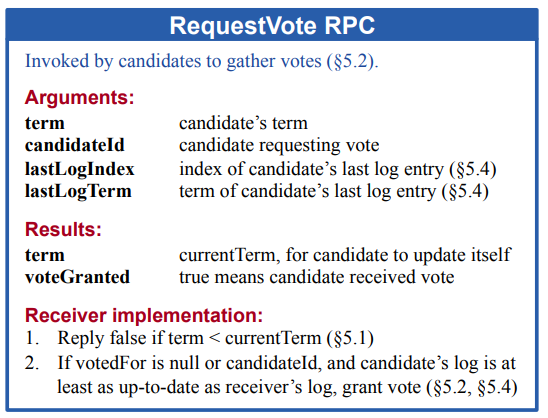 RequestVote RPC
Invoked by candidates to gather votes (§5.2).
Arguments:
term candidate’s term
candidateId candidate requesting vote
lastLogIndex index of candidate’s last log entry (§5.4)
lastLogTerm term of candidate’s last log entry (§5.4)
Results:
term currentTerm, for candidate to update itself
voteGranted true means candidate received vote
Receiver implementation:
1. Reply false if term < currentTerm (§5.1)
2. If votedFor is null or candidateId, and candidate’s log is at
least as up-to-date as receiver’s log, grant vote (§5.2, §5.4)